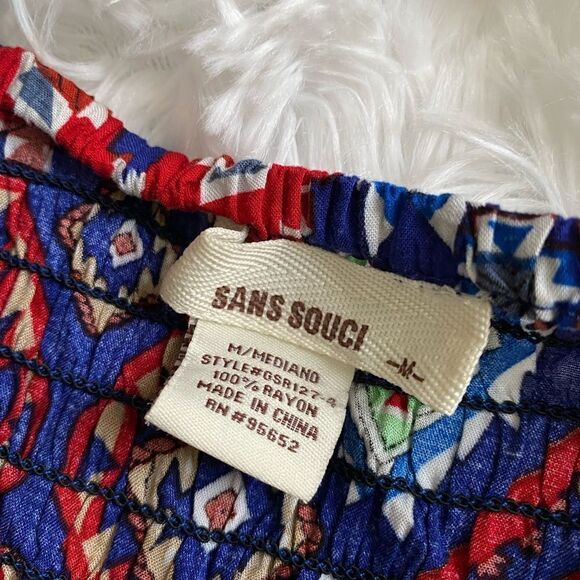 SANS SOUCI
-M-
M/MEDIANO
STYLE#GSR127-4
100% RAYON
MADE IN CHINA
RN #95652